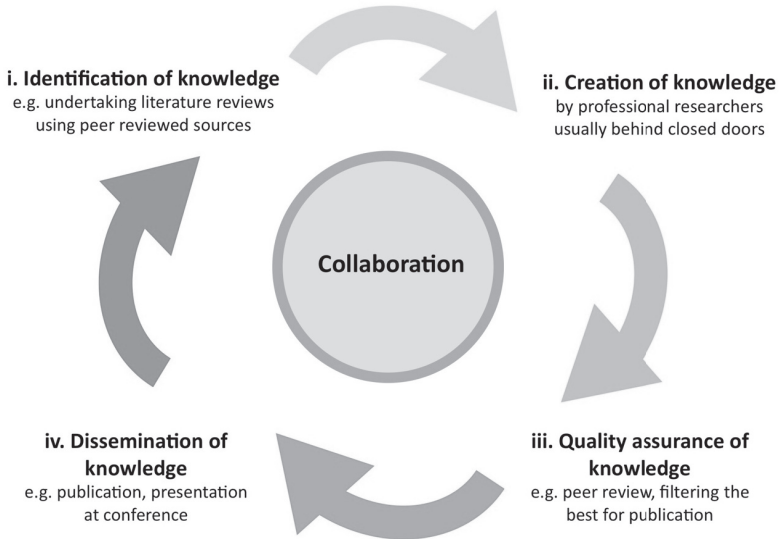 i. Identification of knowledge
e.g. undertaking literature reviews
using peer reviewed sources
ii. Creation of knowledge
by professional researchers
usually behind closed doors
Collaboration
iii. Quality assurance of
knowledge
e.g. peer review, filtering the
best for publication
iv. Dissemination of
knowledge
e.g. publication, presentation
at conference